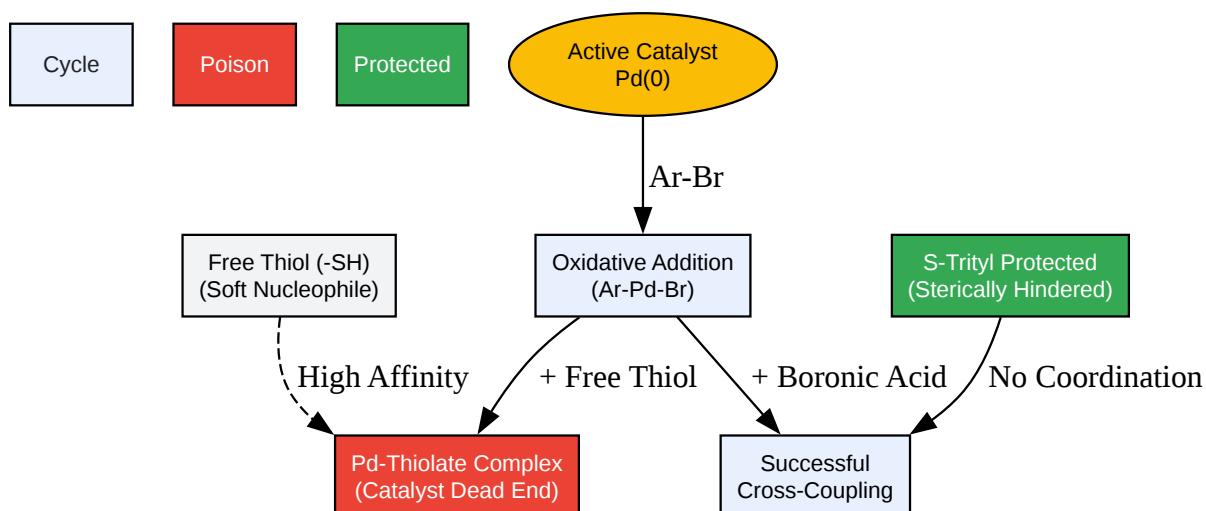 Cycle
Poison
Protected
Active Catalyst
Pd(0)
Ar-Br
Free Thiol (-SH)
(Soft Nucleophile)
Oxidative Addition
(Ar-Pd-Br)
S-Trityl Protected
(Sterically Hindered)
High Affinity
+ Free Thiol
+ Boronic Acid
No Coordination
Pd-Thiolate Complex
(Catalyst Dead End)
Successful
Cross-Coupling